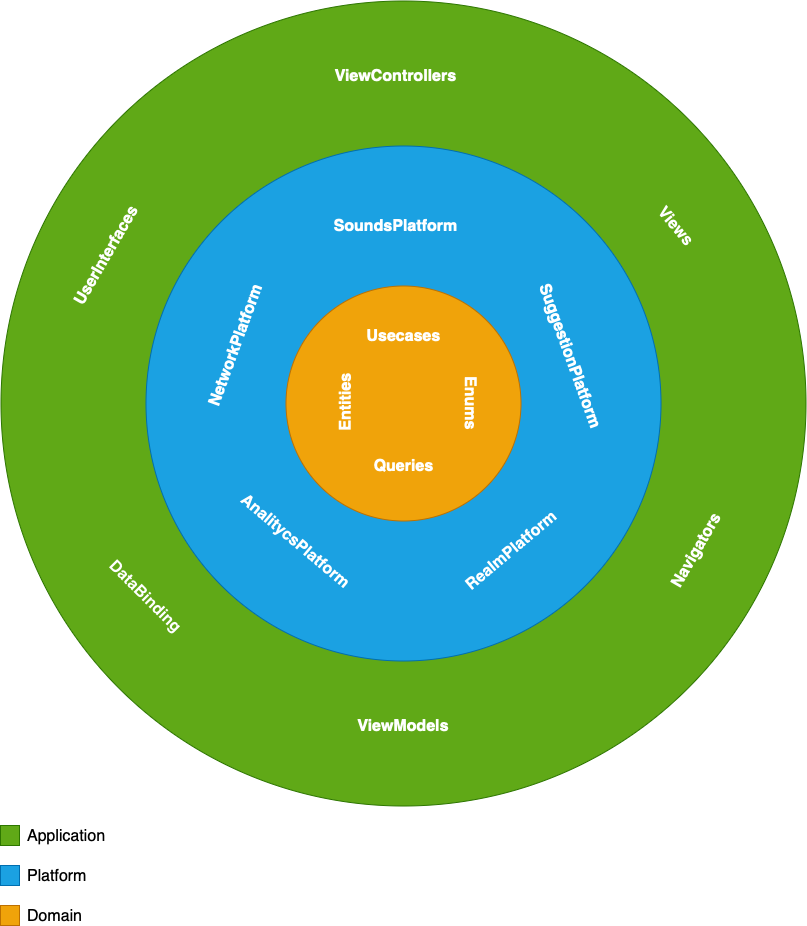 ViewControllers
UserInterfaces
Views
SoundsPlatform
NetworkPlatform
SuggestionPlatform
Usecases
Entities
Enums
Queries
AnalitycsPlatform
RealmPlatform
DataBinding
Navigators
ViewModels
Application
Platform
Domain